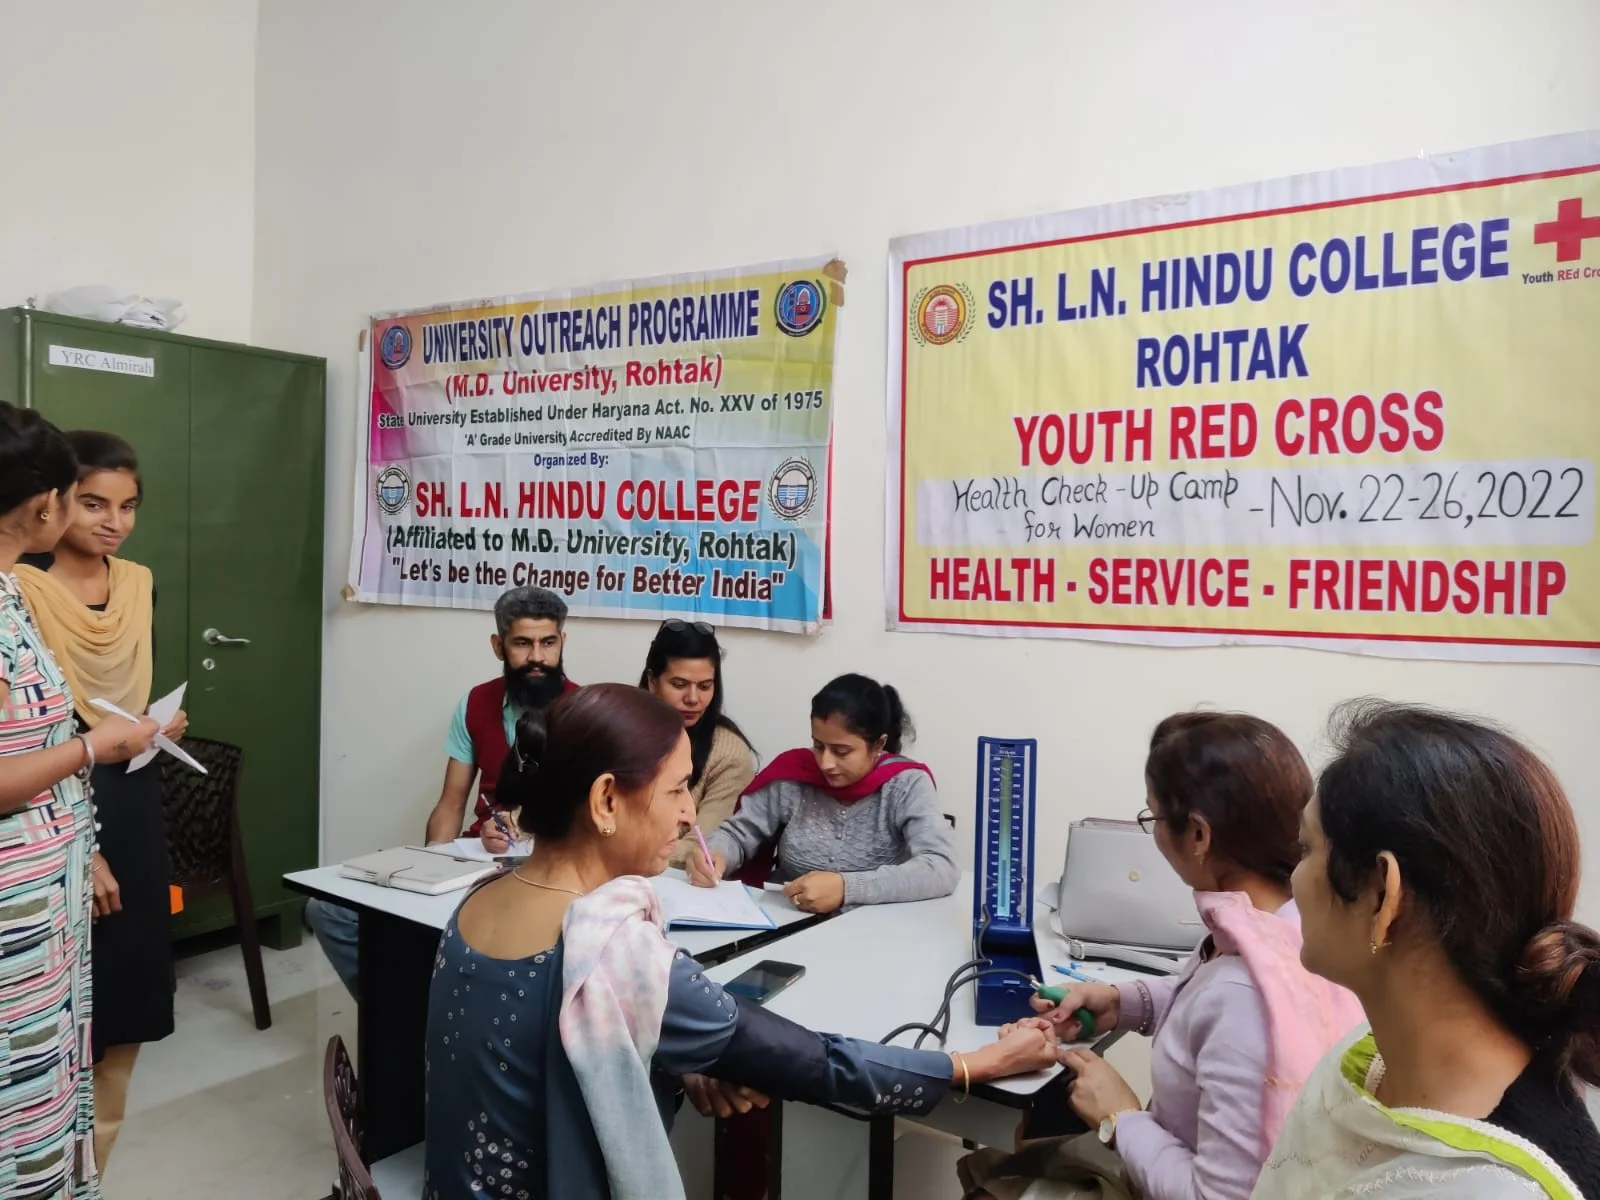 YRC Almirah
UNIVERSITY OUTREACH PROGRAMME
(M.D. University, Rohtak)
State University Established Under Haryana Act. No. XXV of 1975
'A' Grade University Accredited By NAAC
Organized By:
SH. L.N. HINDU COLLEGE
(Affiliated to M.D. University, Rohtak)
"Let's be the Change for Better India"
SH. L.N. HINDU COLLEGE
ROHTAK
Youth REd Cro
YOUTH RED CROSS
Health Check-Up Camp
for Women
- Nov. 22-26, 2022
HEALTH - SERVICE - FRIENDSHIP